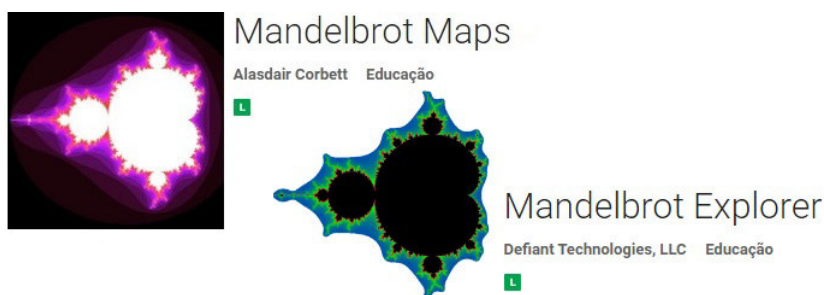 Mandelbrot Maps
Alasdair Corbett Educação
L
Mandelbrot Explorer
Defiant Technologies, LLC Educação
L